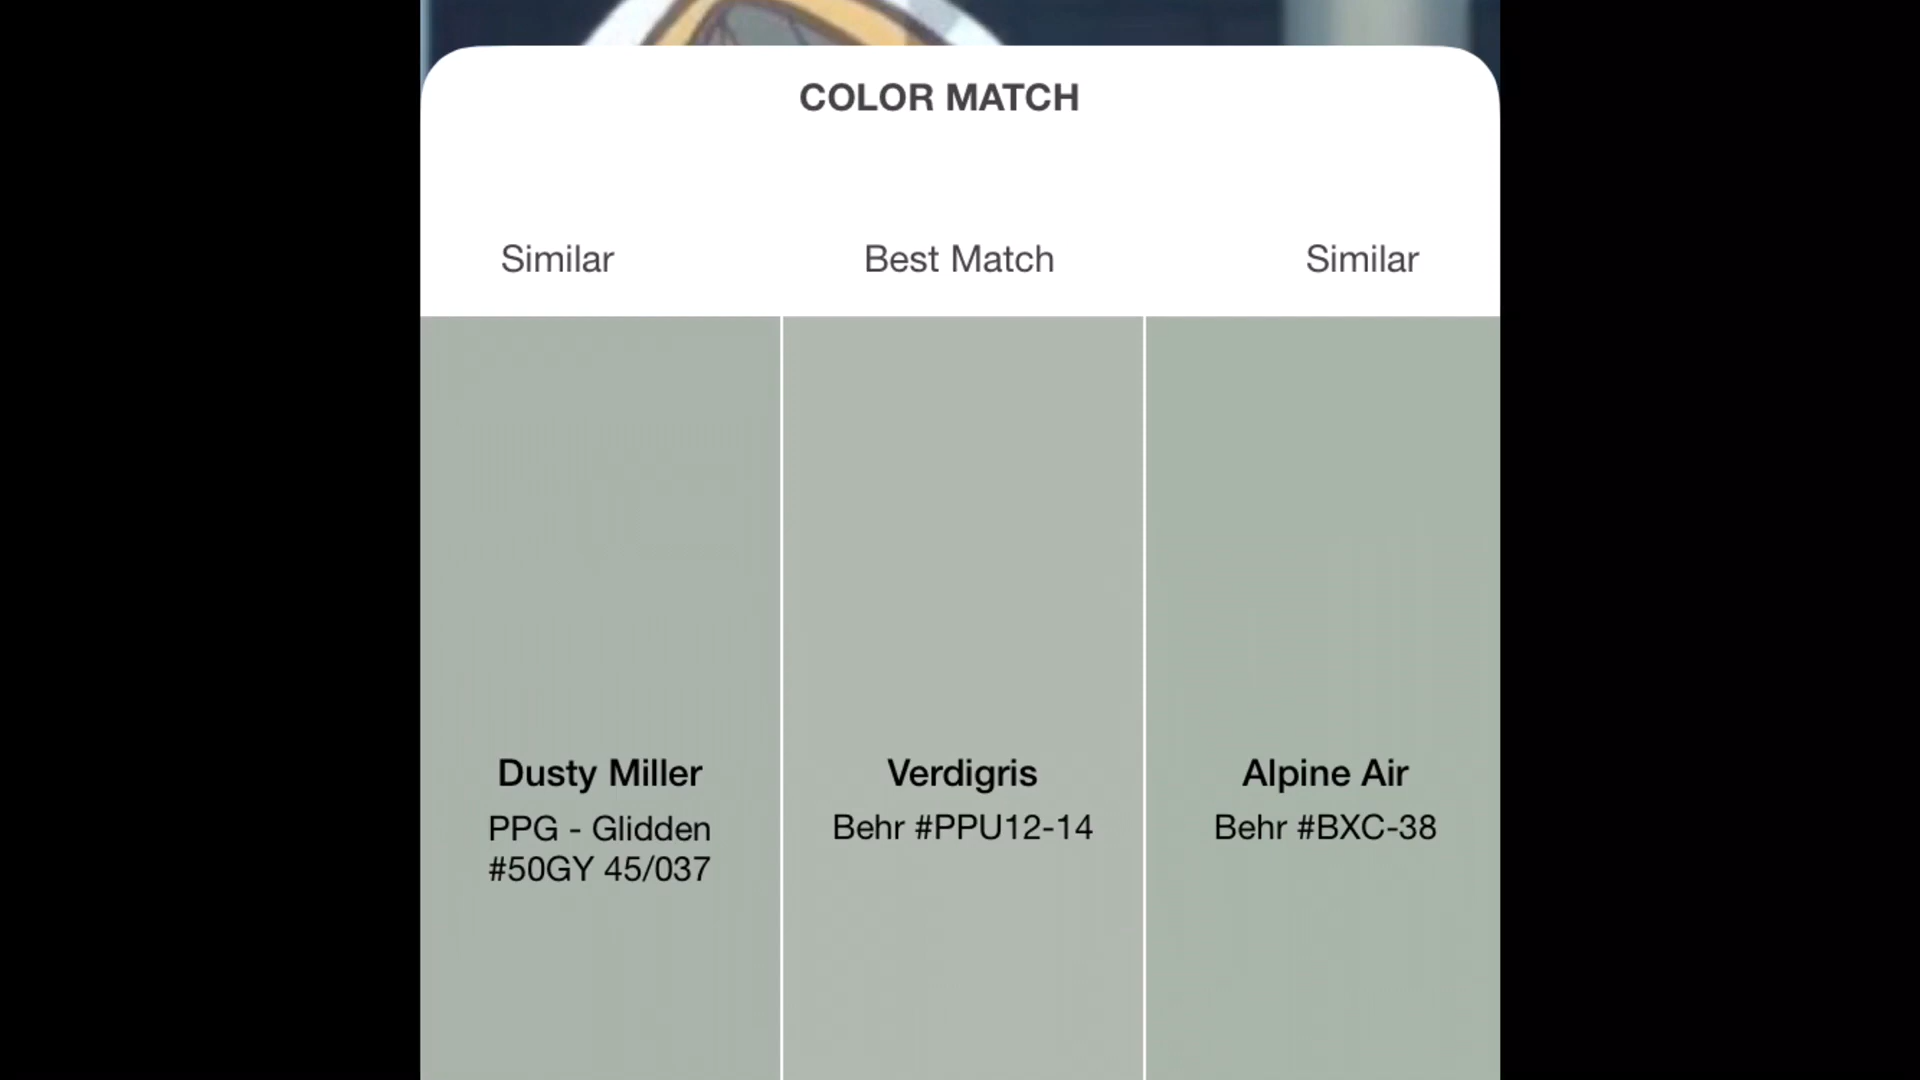 COLOR MATCH
Similar
Best Match
Similar
Dusty Miller
PPG - Glidden
#50GY 45/037
Verdigris
Behr #PPU12-14
Alpine Air
Behr #BXC-38